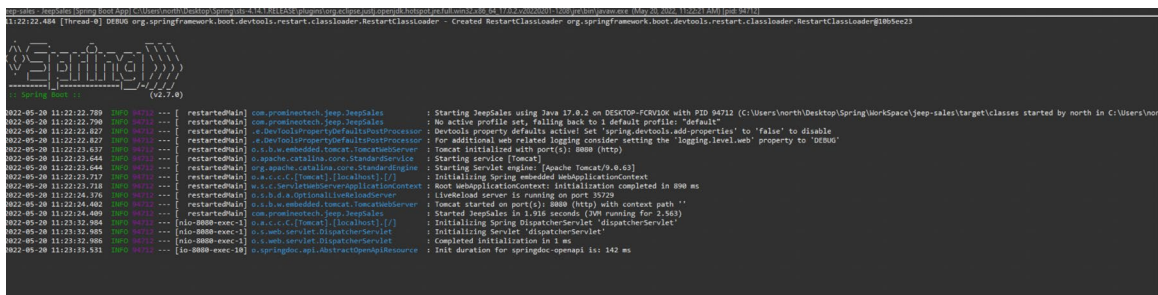 eep-sales - JeepSales [Spring Boot App] C:\Users\north\Desktop\Spring\sts-4.14.1.RELEASE\plugins\org.eclipse.justj.openjdk.hotspot.jre.full.win32.x86_64_17.0.2.v20220201-1208\jre\bin\javaw.exe (May 20, 2022, 11:22:21 AM) [pid: 94712]
11:22:22.484 [Thread-0] DEBUG org.springframework.boot.devtools.restart.classloader.RestartClassLoader - Created RestartClassLoader org.springframework.boot.devtools.restart.classloader.RestartClassLoader@10b5ee23
:: Spring Boot :: (v2.7.0)
2022-05-20 11:22:22.789 INFO 94712 --- [ restartedMain] com.promineotech.jeep.JeepSales : Starting JeepSales using Java 17.0.2 on DESKTOP-FCRV1OK with PID 94712 (C:\Users\north\Desktop\Spring\WorkSpace\jeep-sales\target\classes started by north in C:\Users\nor
2022-05-20 11:22:22.790 INFO 94712 --- [ restartedMain] com.promineotech.jeep.JeepSales : No active profile set, falling back to 1 default profile: "default"
2022-05-20 11:22:22.827 INFO 94712 --- [ restartedMain] .e.DevToolsPropertyDefaultsPostProcessor : Devtools property defaults active! Set 'spring.devtools.add-properties' to 'false' to disable
2022-05-20 11:22:22.827 INFO 94712 --- [ restartedMain] .e.DevToolsPropertyDefaultsPostProcessor : For additional web related logging consider setting the 'logging.level.web' property to 'DEBUG'
2022-05-20 11:22:23.637 INFO 94712 --- [ restartedMain] o.s.b.w.embedded.tomcat.TomcatWebServer : Tomcat initialized with port(s): 8080 (http)
2022-05-20 11:22:23.644 INFO 94712 --- [ restartedMain] o.apache.catalina.core.StandardService : Starting service [Tomcat]
2022-05-20 11:22:23.644 INFO 94712 --- [ restartedMain] org.apache.catalina.core.StandardEngine : Starting Servlet engine: [Apache Tomcat/9.0.63]
2022-05-20 11:22:23.717 INFO 94712 --- [ restartedMain] o.a.c.c.C.[Tomcat].[localhost].[/] : Initializing Spring embedded WebApplicationContext
2022-05-20 11:22:23.718 INFO 94712 --- [ restartedMain] w.s.c.ServletWebServerApplicationContext : Root WebApplicationContext: initialization completed in 890 ms
2022-05-20 11:22:24.376 INFO 94712 --- [ restartedMain] o.s.b.d.a.OptionalLiveReloadServer : LiveReload server is running on port 35729
2022-05-20 11:22:24.402 INFO 94712 --- [ restartedMain] o.s.b.w.embedded.tomcat.TomcatWebServer : Tomcat started on port(s): 8080 (http) with context path ''
2022-05-20 11:22:24.409 INFO 94712 --- [ restartedMain] com.promineotech.jeep.JeepSales : Started JeepSales in 1.916 seconds (JVM running for 2.563)
2022-05-20 11:23:32.984 INFO 94712 --- [nio-8080-exec-1] o.a.c.c.C.[Tomcat].[localhost].[/] : Initializing Spring DispatcherServlet 'dispatcherServlet'
2022-05-20 11:23:32.985 INFO 94712 --- [nio-8080-exec-1] o.s.web.servlet.DispatcherServlet : Initializing Servlet 'dispatcherServlet'
2022-05-20 11:23:32.986 INFO 94712 --- [nio-8080-exec-1] o.s.web.servlet.DispatcherServlet : Completed initialization in 1 ms
2022-05-20 11:23:33.531 INFO 94712 --- [io-8080-exec-10] o.springdoc.api.AbstractOpenApiResource : Init duration for springdoc-openapi is: 142 ms